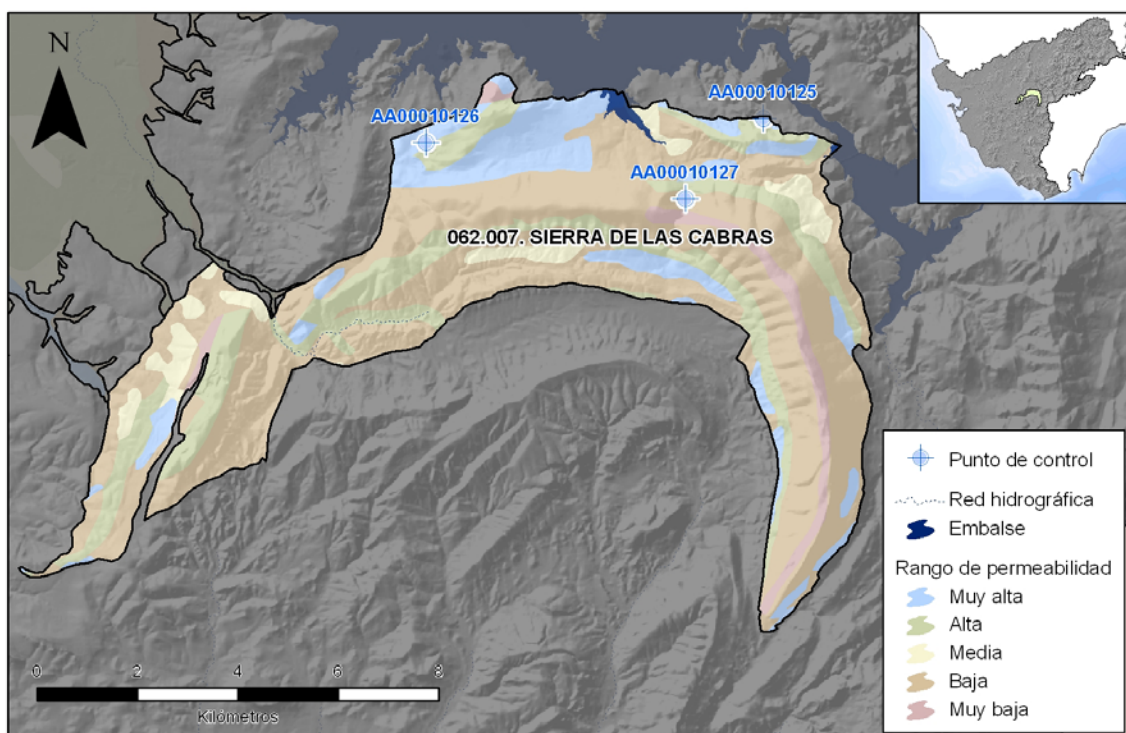 N
AA00010126
AA00010125
AA00010127
062.007. SIERRA DE LAS CABRAS
0 2 4 6 8
Kilómetros
Punto de control
Red hidrográfica
Embalse
Rango de permeabilidad
Muy alta
Alta
Media
Baja
Muy baja